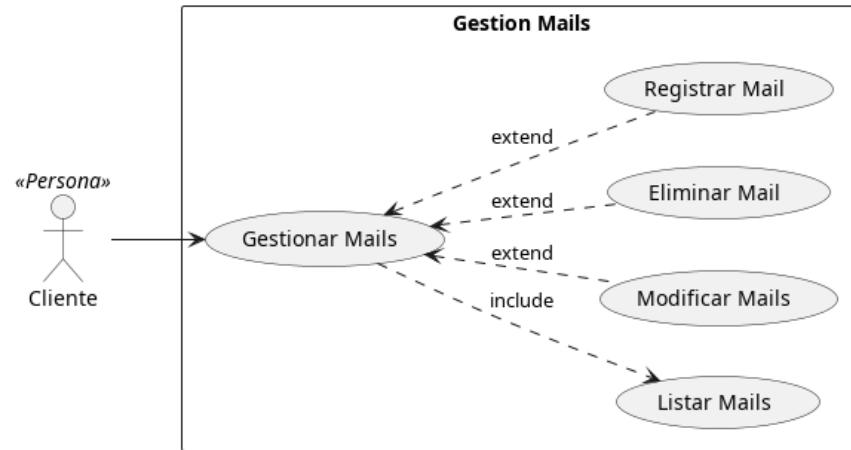 Gestion Mails
Registrar Mail
extend
«Persona»
Eliminar Mail
extend
Gestionar Mails
extend
Modificar Mails
Cliente
include
Listar Mails